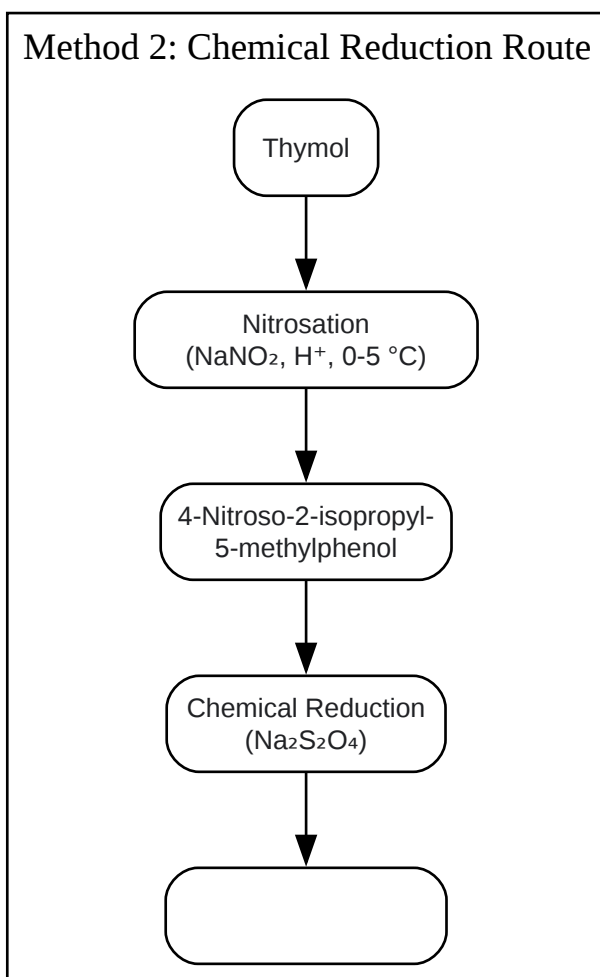 Method 2: Chemical Reduction Route
Thymol
Nitrosation
(NaNO₂, H⁺, 0-5 °C)
4-Nitroso-2-isopropyl-
5-methylphenol
Chemical Reduction
(Na₂S₂O₄)